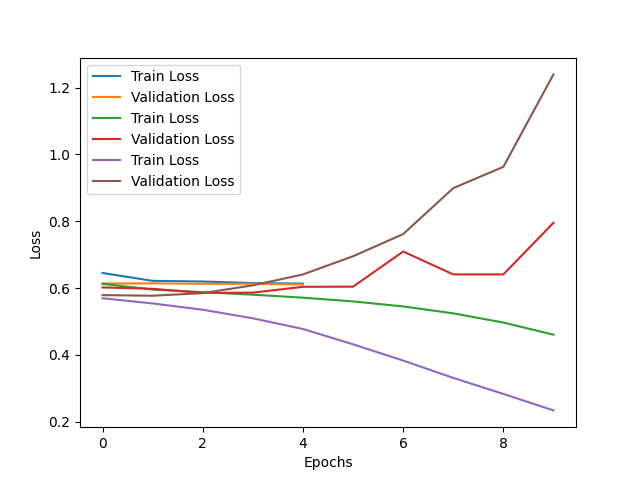 Train Loss
Validation Loss
Train Loss
Validation Loss
Train Loss
Validation Loss
1.2
1.0
0.8
0.6
0.4
0.2
Loss
0 2 4 6 8
Epochs